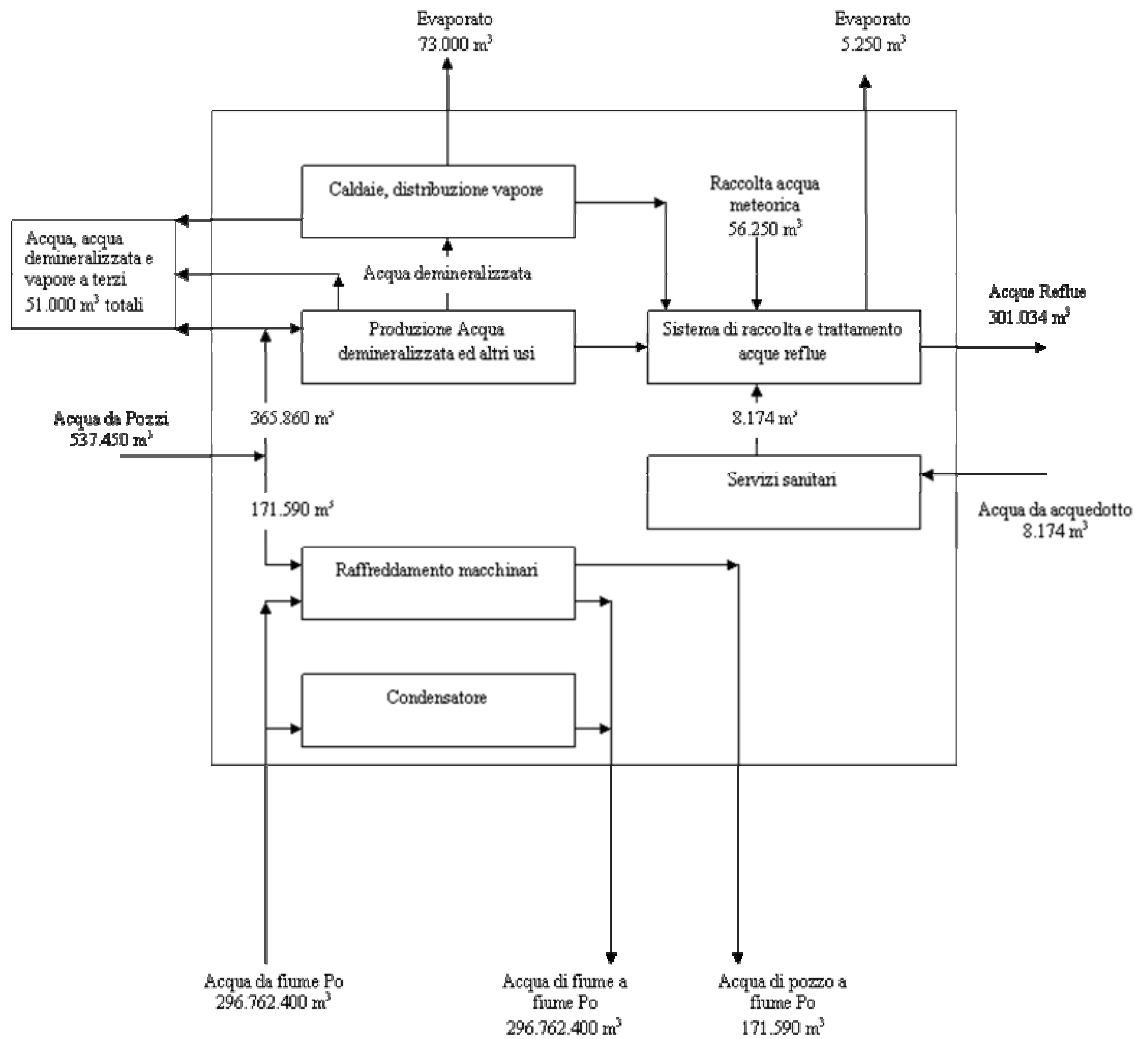 Evaporato
73.000 m³
Evaporato
5.250 m³
Caldaie, distribuzione vapore
Raccolta acqua
meteorica
56.250 m³
Acqua, acqua
demineralizzata e
vapore a terzi
51.000 m³ totali
Acqua demineralizzata
Produzione Acqua
demineralizzata ed altri usi
Sistema di raccolta e trattamento
acque reflue
Acque Reflue
301.034 m³
Acqua da Pozzi
537.450 m³
365.860 m³
8.174 m³
Servizi sanitari
171.590 m³
Acqua da acquedotto
8.174 m³
Raffreddamento macchinari
Condensatore
Acqua da fiume Po
296.762.400 m³
Acqua di fiume a
fiume Po
296.762.400 m³
Acqua di pozzo a
fiume Po
171.590 m³